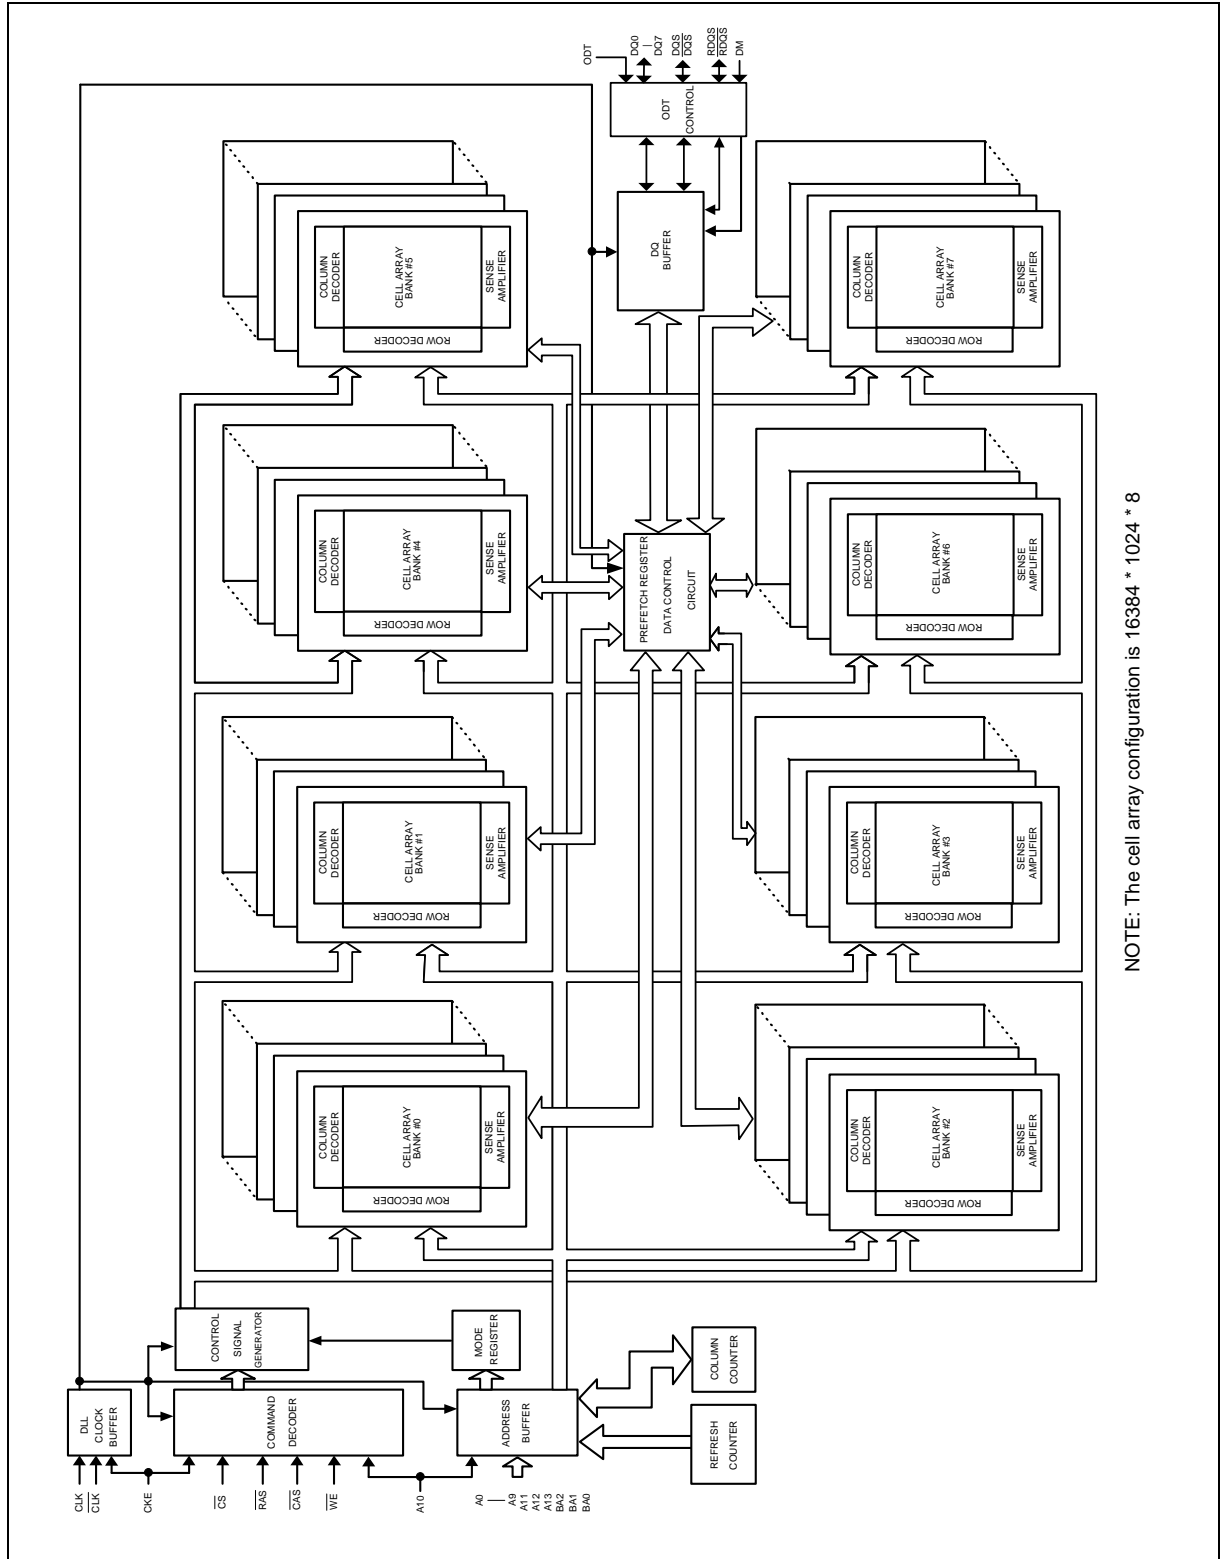 CLK
CLK
CKE
CS
RAS
CAS
WE
A10
A0
A9
A11
A12
A13
BA2
BA1
BA0
DLL
CLOCK
BUFFER
COMMAND
DECODER
ADDRESS
BUFFER
REFRESH
COUNTER
COLUMN
COUNTER
CONTROL
SIGNAL
GENERATOR
MODE
REGISTER
COLUMN
DECODER
CELL ARRAY
BANK #0
SENSE
AMPLIFIER
ROW DECODER
COLUMN
DECODER
CELL ARRAY
BANK #1
SENSE
AMPLIFIER
ROW DECODER
COLUMN
DECODER
CELL ARRAY
BANK #4
SENSE
AMPLIFIER
ROW DECODER
COLUMN
DECODER
CELL ARRAY
BANK #5
SENSE
AMPLIFIER
ROW DECODER
PREFETCH REGISTER
DATA CONTROL
CIRCUIT
DQ
BUFFER
ODT
CONTROL
ODT
DQ0
DQ7
DQS
DQS
RDQS
RDQS
DM
COLUMN
DECODER
CELL ARRAY
BANK #2
SENSE
AMPLIFIER
ROW DECODER
COLUMN
DECODER
CELL ARRAY
BANK #3
SENSE
AMPLIFIER
ROW DECODER
COLUMN
DECODER
CELL ARRAY
BANK #6
SENSE
AMPLIFIER
ROW DECODER
COLUMN
DECODER
CELL ARRAY
BANK #7
SENSE
AMPLIFIER
ROW DECODER
NOTE: The cell array configuration is 16384 * 1024 * 8